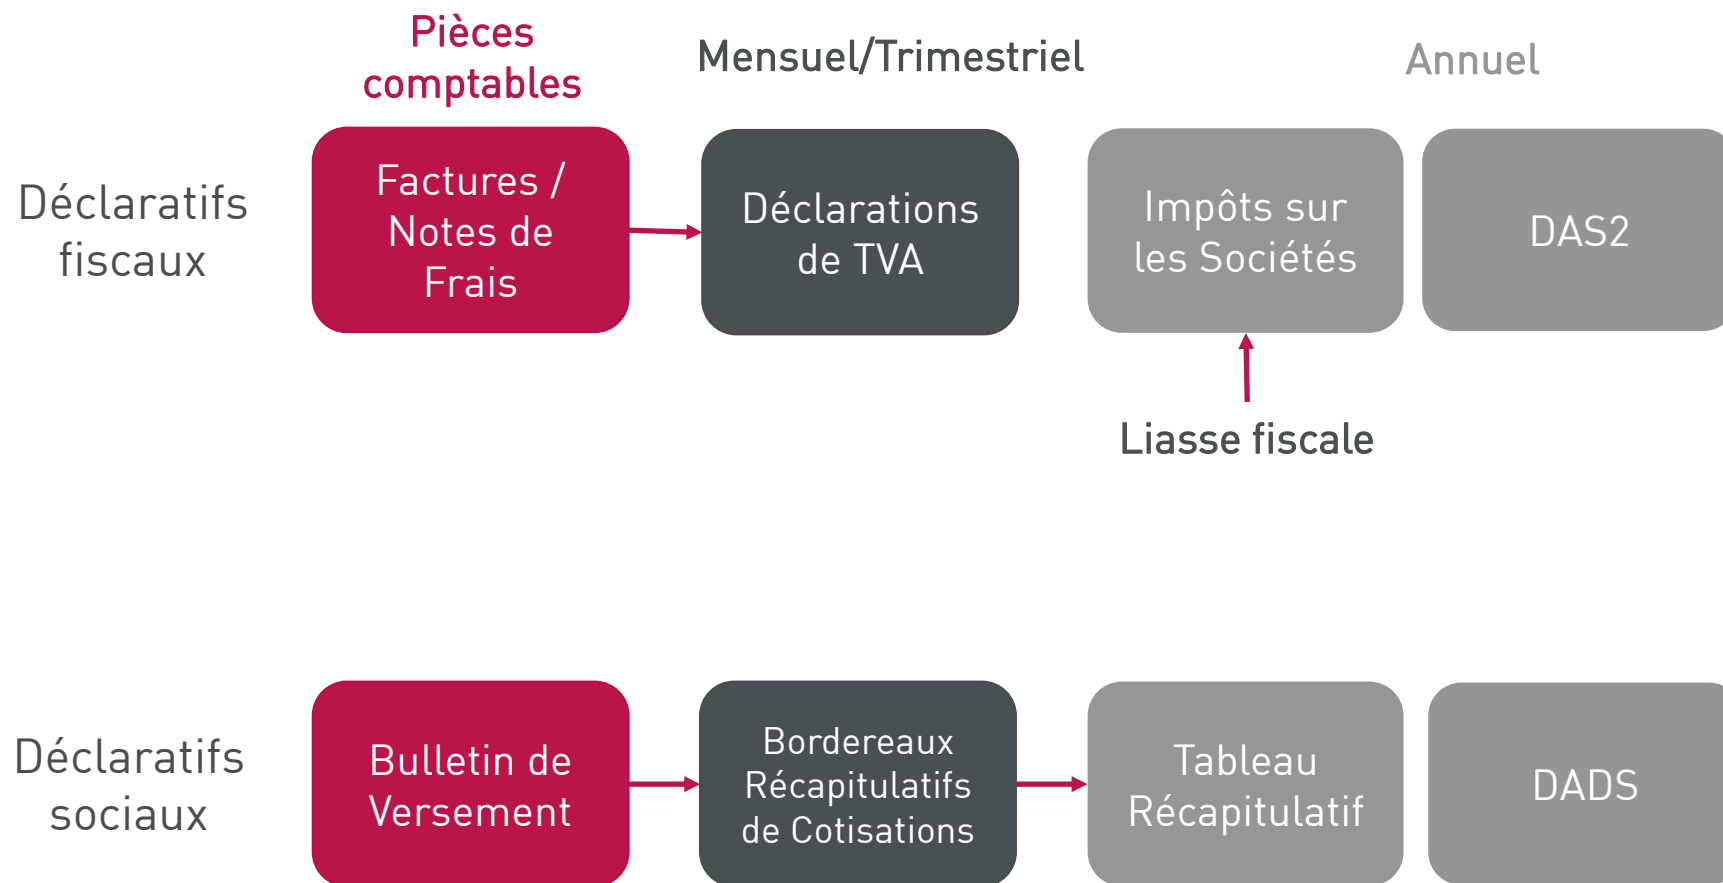 Pièces
comptables
Mensuel/Trimestriel
Annuel
Déclaratifs
fiscaux
Factures /
Notes de
Frais
Déclarations
de TVA
Impôts sur
les Sociétés
DAS2
Liasse fiscale
Déclaratifs
sociaux
Bulletin de
Versement
Bordereaux
Récapitulatifs
de Cotisations
Tableau
Récapitulatif
DADS